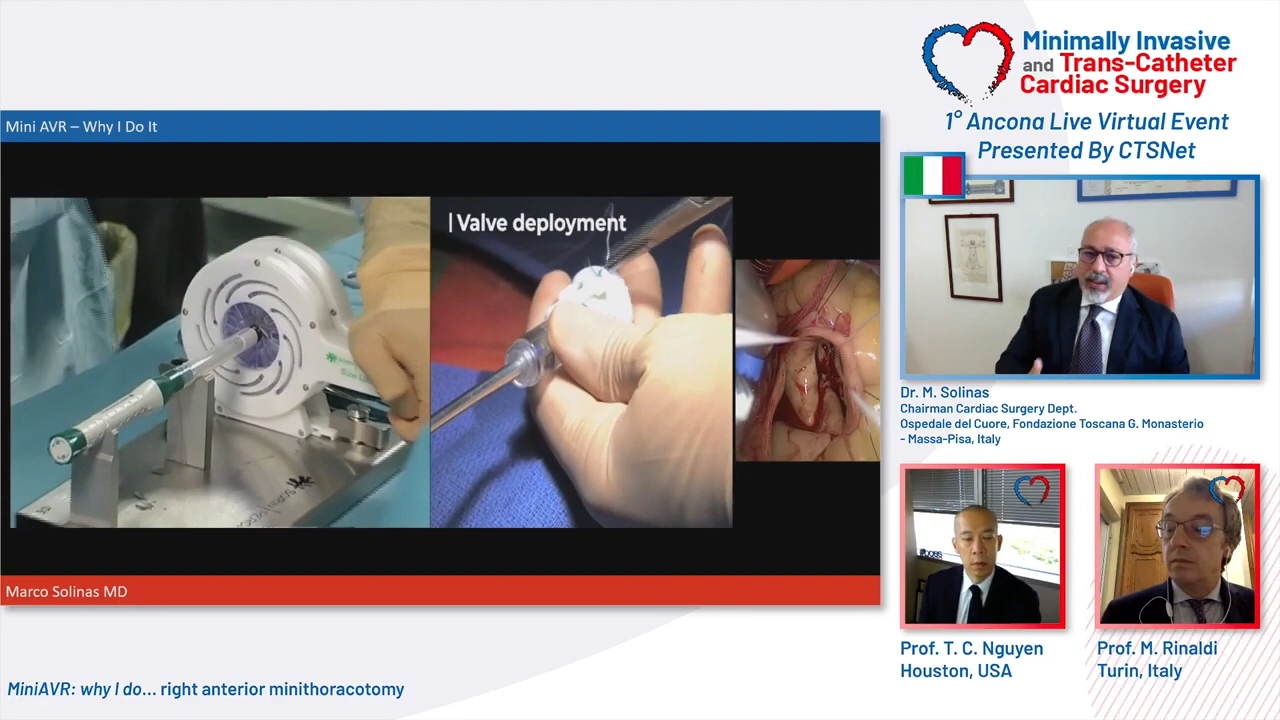 Minimally Invasive
and Trans-Catheter
Cardiac Surgery
1° Ancona Live Virtual Event
Presented By CTSNet
Mini AVR – Why I Do It
| Valve deployment
Dr. M. Solinas
Chairman Cardiac Surgery Dept.
Ospedale del Cuore, Fondazione Toscana G. Monasterio
- Massa-Pisa, Italy
Marco Solinas MD
Prof. T. C. Nguyen
Houston, USA
Prof. M. Rinaldi
Turin, Italy
MiniAVR: why I do... right anterior minithoracotomy